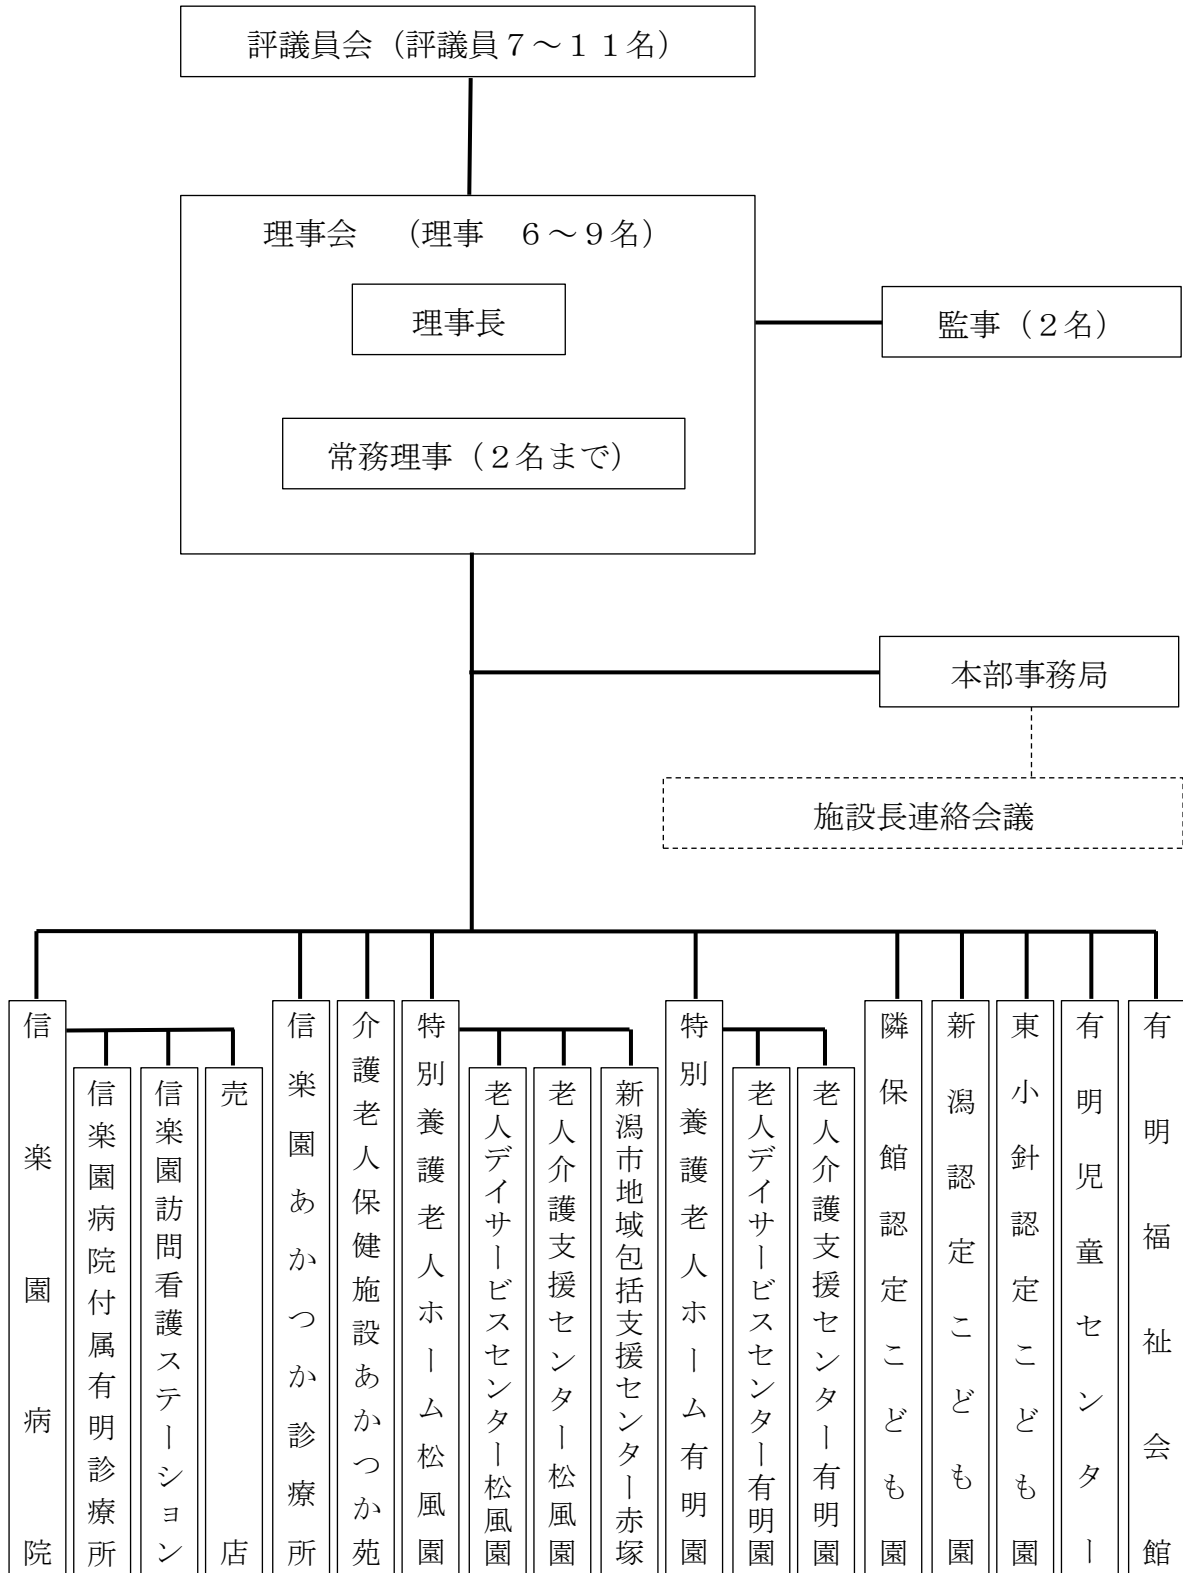 評議員会（評議員７～１１名）
理事会　（理事　６～９名）
理事長
監事（２名）
常務理事（２名まで）
本部事務局
施設長連絡会議
信楽園病院
信楽園病院付属有明診療所
信楽園訪問看護ステーション
売店
信楽園あかつか診療所
介護老人保健施設あかつか苑
特別養護老人ホーム松風園
老人デイサービスセンター松風園
老人介護支援センター松風園
新潟市地域包括支援センター赤塚
特別養護老人ホーム有明園
老人デイサービスセンター有明園
老人介護支援センター有明園
隣保館認定こども園
新潟認定こども園
東小針認定こども園
有明児童センター
有明福祉会館